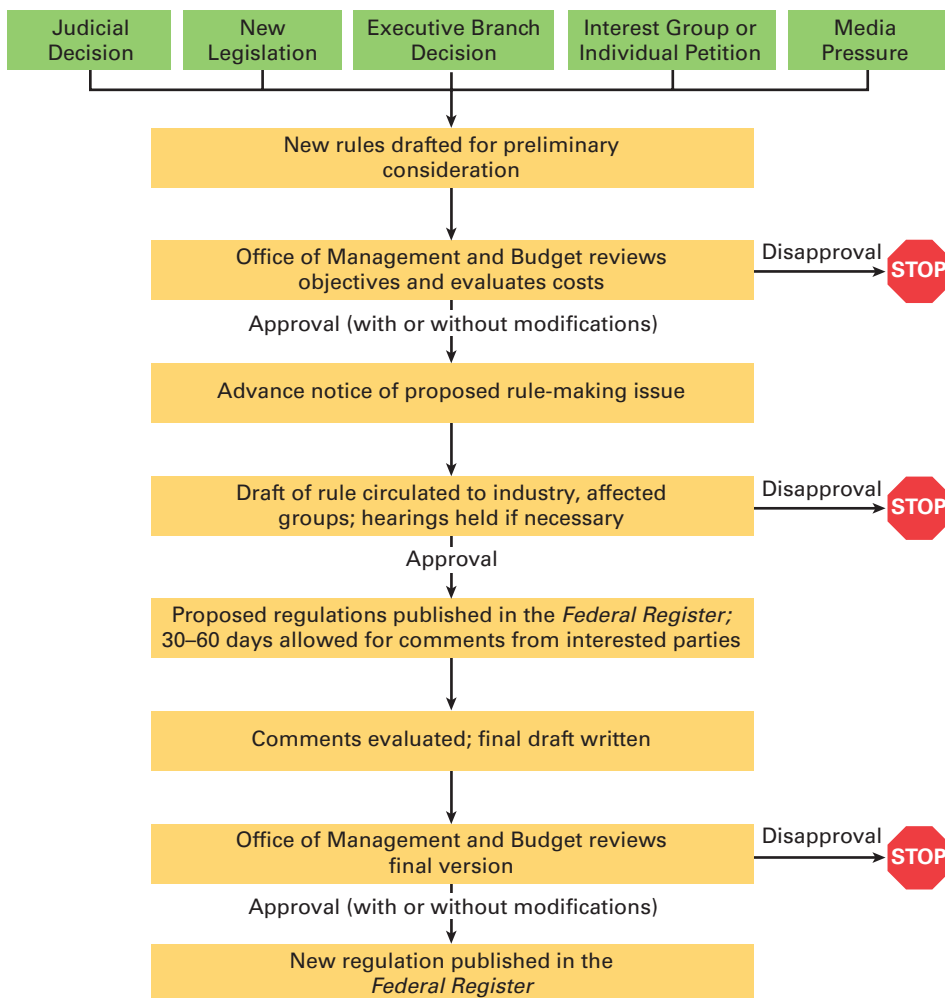 Judicial
Decision
New
Legislation
Executive Branch
Decision
Interest Group or
Individual Petition
Media
Pressure
New rules drafted for preliminary
consideration
Office of Management and Budget reviews
objectives and evaluates costs
Disapproval
STOP
Approval (with or without modifications)
Advance notice of proposed rule-making issue
Draft of rule circulated to industry, affected
groups; hearings held if necessary
Disapproval
STOP
Approval
Proposed regulations published in the Federal Register;
30–60 days allowed for comments from interested parties
Comments evaluated; final draft written
Office of Management and Budget reviews
final version
Disapproval
STOP
Approval (with or without modifications)
New regulation published in the
Federal Register